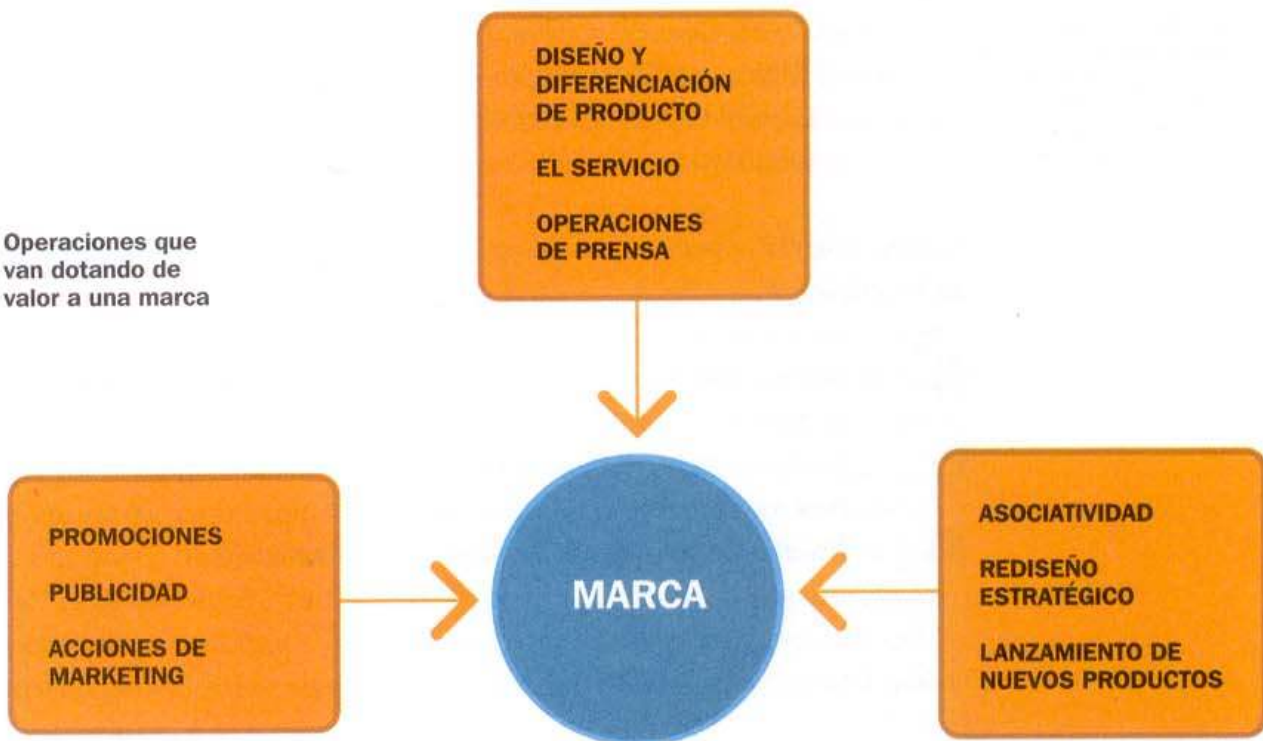 DISEÑO Y
DIFERENCIACIÓN
DE PRODUCTO
EL SERVICIO
OPERACIONES
DE PRENSA
Operaciones que
van dotando de
valor a una marca
PROMOCIONES
PUBLICIDAD
ACCIONES DE
MARKETING
MARCA
ASOCIATIVIDAD
REDISEÑO
ESTRATÉGICO
LANZAMIENTO DE
NUEVOS PRODUCTOS